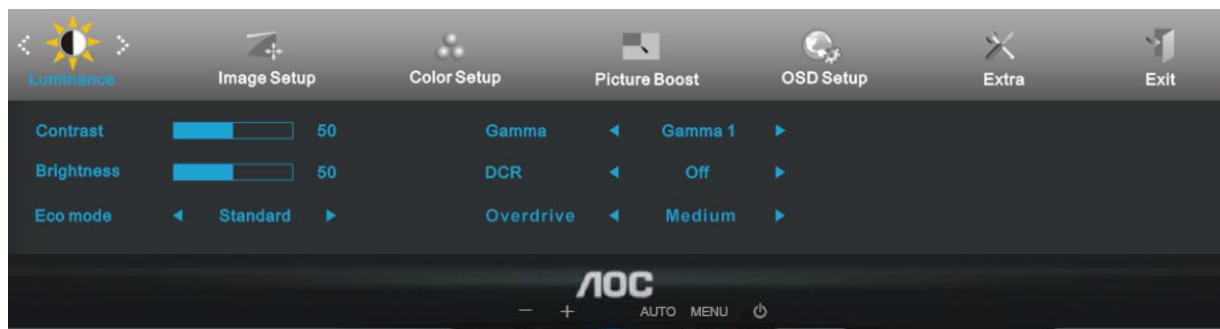 Luminance Image Setup Color Setup Picture Boost OSD Setup Extra Exit
Contrast 50 Gamma Gamma 1
Brightness 50 DCR Off
Eco mode Standard Overdrive Medium
AOC
− + AUTO MENU